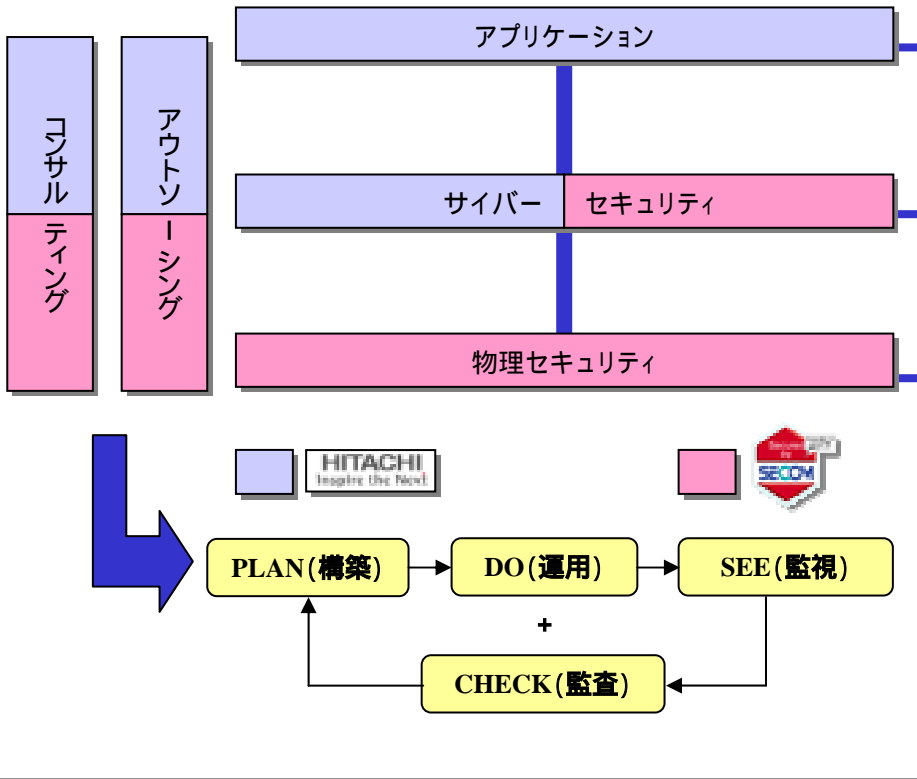 アプリケーション
コンサルティング
アウトソーシング
サイバー セキュリティ
物理セキュリティ
HITACHI
Inspire the Next
Secured
by
SECOM
PLAN(構築)
DO(運用)
SEE(監視)
+
CHECK(監査)